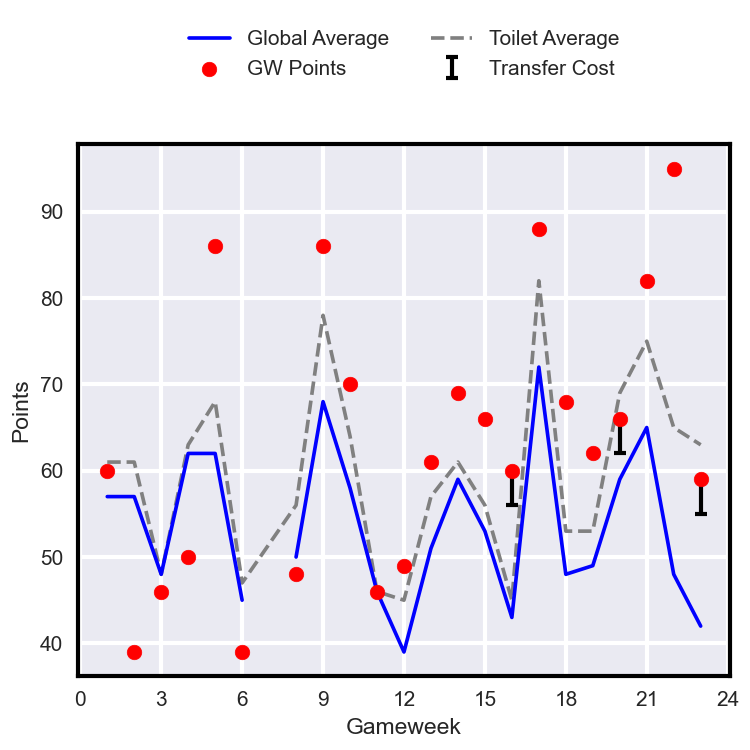 Global Average
Toilet Average
GW Points
Transfer Cost
90
80
70
60
50
40
Points
0 3 6 9 12 15 18 21 24
Gameweek